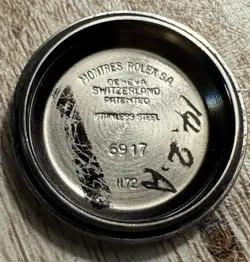 MONTRES ROLEX S.A.
GENEVA
SWITZERLAND
PATENTED
STAINLESS STEEL
6917
II.72